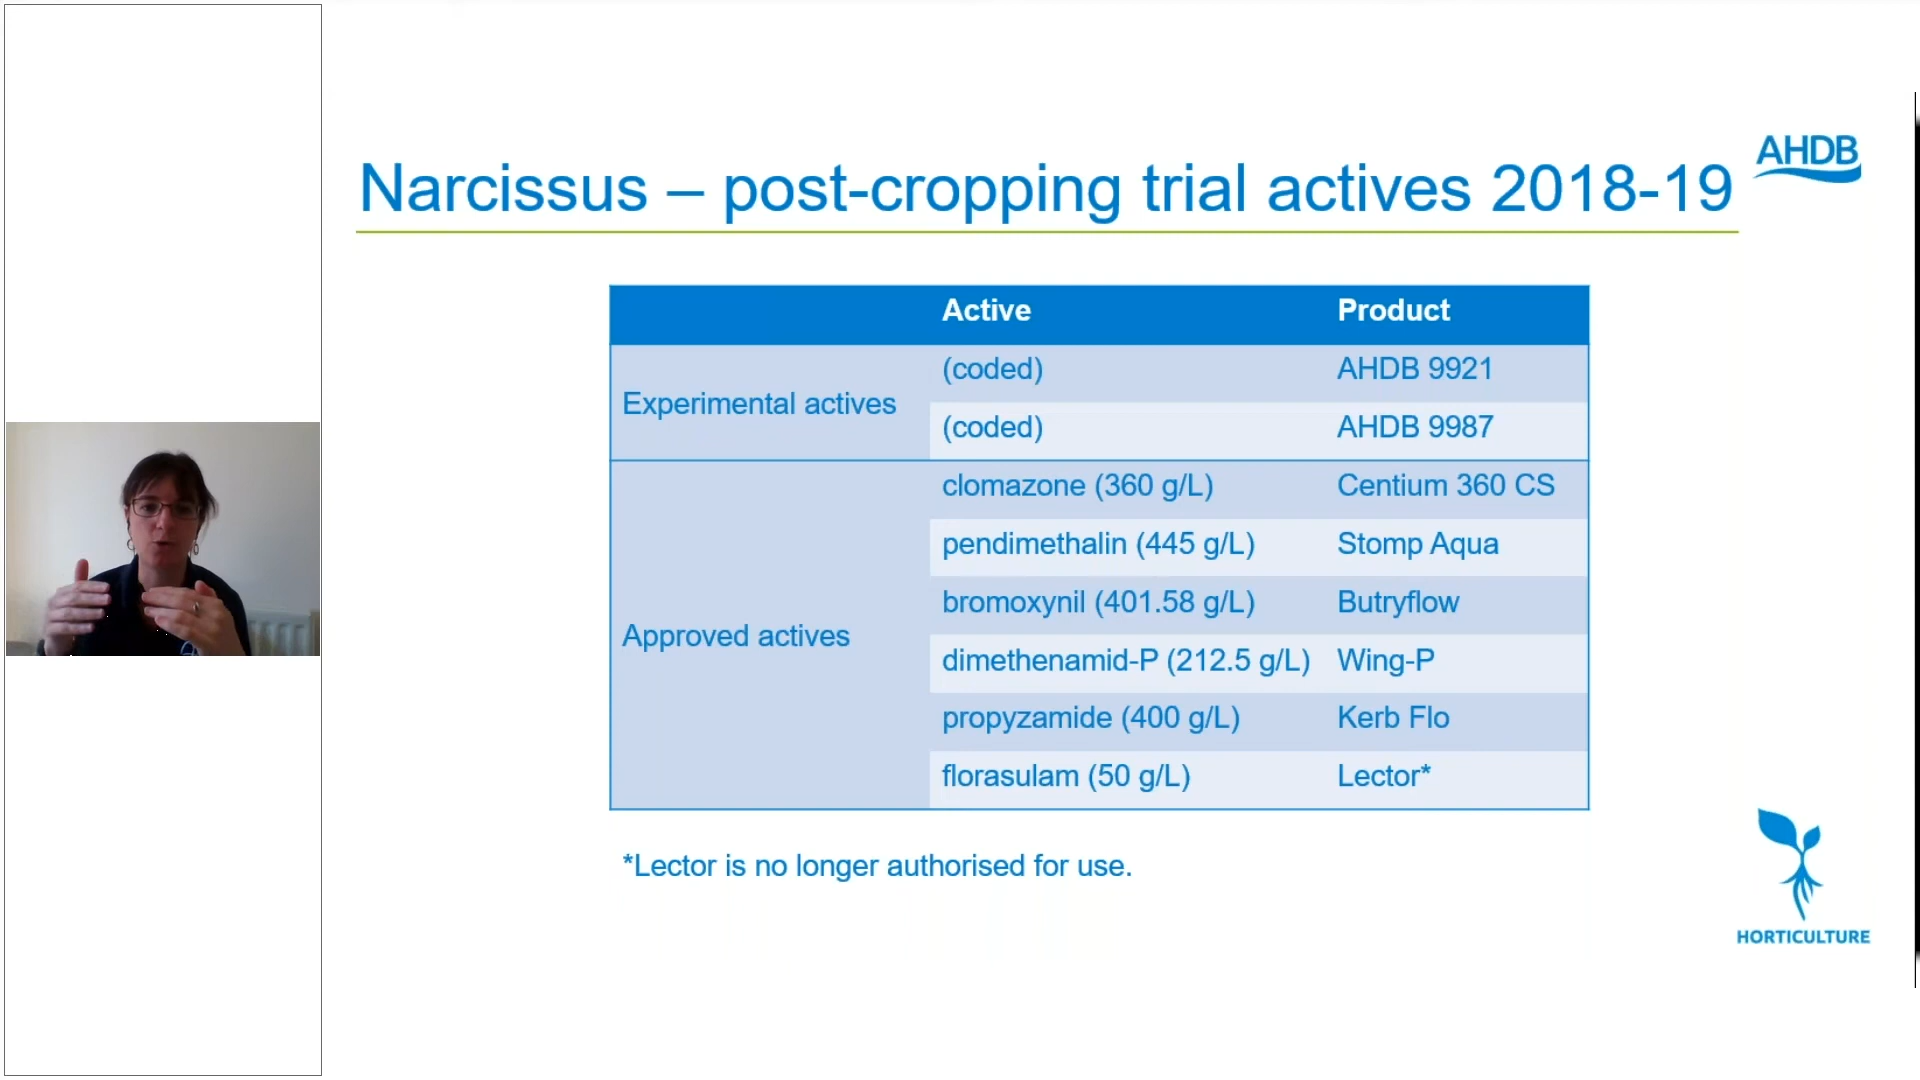 Narcissus – post-cropping trial actives 2018-19
AHDB
Active Product
Experimental actives
(coded) AHDB 9921
(coded) AHDB 9987
Approved actives
clomazone (360 g/L) Centium 360 CS
pendimethalin (445 g/L) Stomp Aqua
bromoxynil (401.58 g/L) Butryflow
dimethenamid-P (212.5 g/L) Wing-P
propyzamide (400 g/L) Kerb Flo
florasulam (50 g/L) Lector*
*Lector is no longer authorised for use.
HORTICULTURE